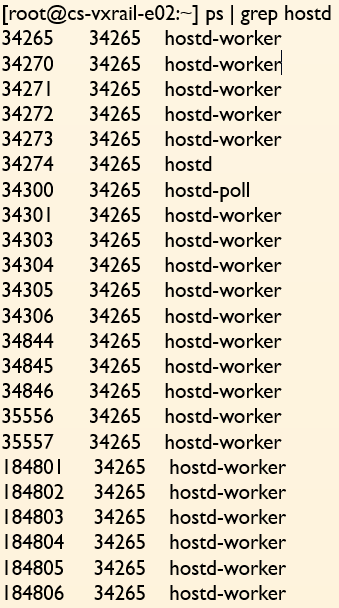 [root@cs-vxrail-e02:~] ps | grep hostd
34265 34265 hostd-worker
34270 34265 hostd-worker
34271 34265 hostd-worker
34272 34265 hostd-worker
34273 34265 hostd-worker
34274 34265 hostd
34300 34265 hostd-poll
34301 34265 hostd-worker
34303 34265 hostd-worker
34304 34265 hostd-worker
34305 34265 hostd-worker
34306 34265 hostd-worker
34844 34265 hostd-worker
34845 34265 hostd-worker
34846 34265 hostd-worker
35556 34265 hostd-worker
35557 34265 hostd-worker
184801 34265 hostd-worker
184802 34265 hostd-worker
184803 34265 hostd-worker
184804 34265 hostd-worker
184805 34265 hostd-worker
184806 34265 hostd-worker